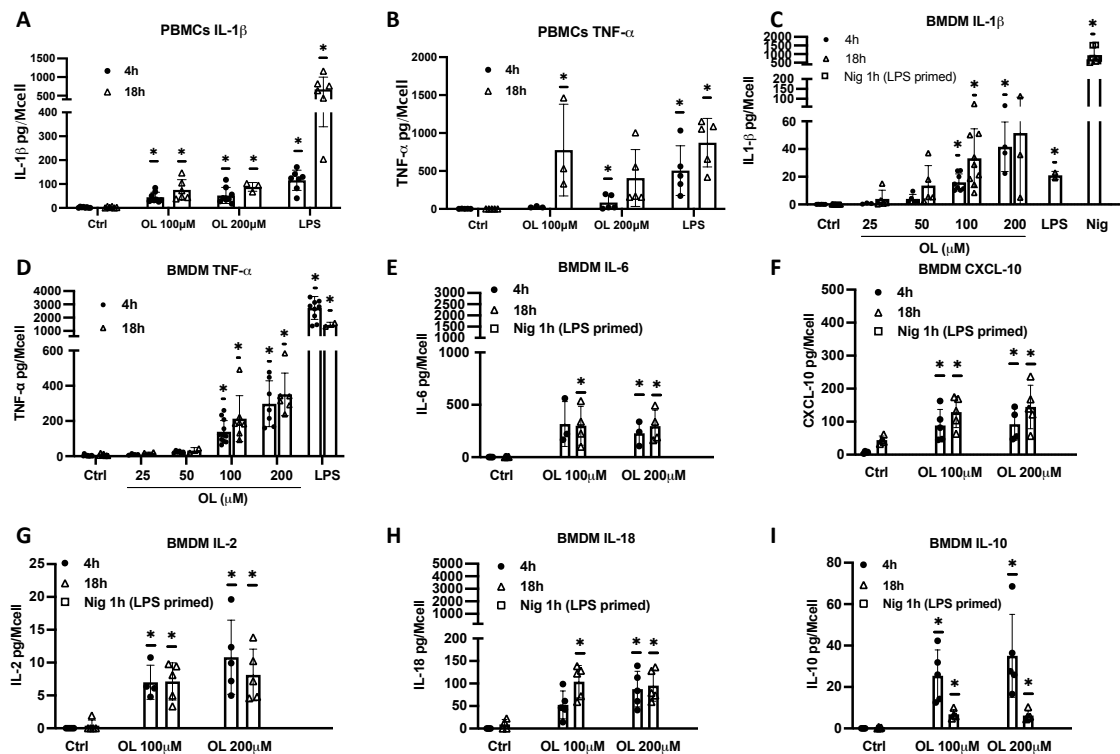 A
PBMCs IL-1β
4h
18h
IL-1β pg/Mcell
1500
1000
500
400
300
200
100
0
Ctrl
OL 100µM
OL 200µM
LPS
* * * * * *
B
PBMCs TNF-α
4h
18h
TNF-α pg/Mcell
2000
1500
1000
500
0
Ctrl
OL 100µM
OL 200µM
LPS
* * * *
C
BMDM IL-1β
4h
18h
Nig 1h (LPS primed)
IL1-β pg/Mcell
2000
1500
1000
500
100
60
40
20
0
Ctrl
25
50
100
200
LPS
Nig
OL (µM)
* * * * *
D
BMDM TNF-α
4h
18h
TNF-α pg/Mcell
4000
3000
2000
1000
600
400
200
0
Ctrl
25
50
100
200
LPS
OL (µM)
* * * * * *
E
BMDM IL-6
4h
18h
Nig 1h (LPS primed)
IL-6 pg/Mcell
3000
2500
2000
1500
1000
500
0
Ctrl
OL 100µM
OL 200µM
* * *
F
BMDM CXCL-10
4h
18h
Nig 1h (LPS primed)
CXCL-10 pg/Mcell
500
400
300
200
100
0
Ctrl
OL 100µM
OL 200µM
* * * *
G
BMDM IL-2
4h
18h
Nig 1h (LPS primed)
IL-2 pg/Mcell
25
20
15
10
5
0
Ctrl
OL 100µM
OL 200µM
* * * *
H
BMDM IL-18
4h
18h
Nig 1h (LPS primed)
IL-18 pg/Mcell
5000
4000
3000
2000
200
150
100
50
0
Ctrl
OL 100µM
OL 200µM
* * *
I
BMDM IL-10
4h
18h
Nig 1h (LPS primed)
IL-10 pg/Mcell
80
60
40
20
0
Ctrl
OL 100µM
OL 200µM
* * * *